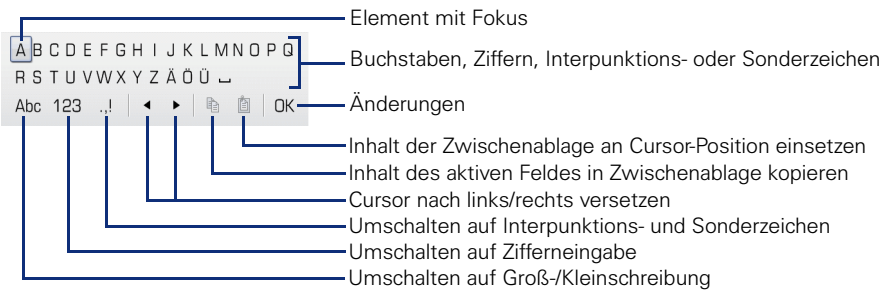 Element mit Fokus
A B C D E F G H I J K L M N O P Q
Buchstaben, Ziffern, Interpunktions- oder Sonderzeichen
R S T U V W X Y Z Ä Ö Ü ⎵
Abc 123 .,! ◄ ► OK
Änderungen
Inhalt der Zwischenablage an Cursor-Position einsetzen
Inhalt des aktiven Feldes in Zwischenablage kopieren
Cursor nach links/rechts versetzen
Umschalten auf Interpunktions- und Sonderzeichen
Umschalten auf Zifferneingabe
Umschalten auf Groß-/Kleinschreibung